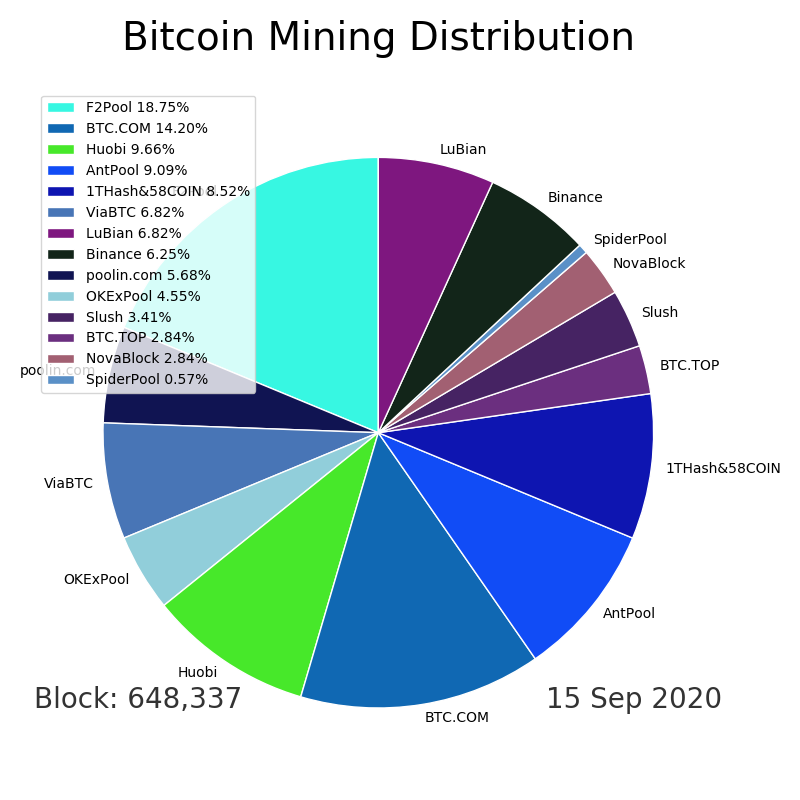 Bitcoin Mining Distribution
F2Pool 18.75%
BTC.COM 14.20%
Huobi 9.66%
AntPool 9.09%
1THash&58COIN 8.52%
ViaBTC 6.82%
LuBian 6.82%
Binance 6.25%
poolin.com 5.68%
OKExPool 4.55%
Slush 3.41%
BTC.TOP 2.84%
NovaBlock 2.84%
SpiderPool 0.57%
LuBian
Binance
SpiderPool
NovaBlock
Slush
BTC.TOP
1THash&58COIN
AntPool
BTC.COM
Huobi
OKExPool
ViaBTC
poolin.com
Block: 648,337
15 Sep 2020